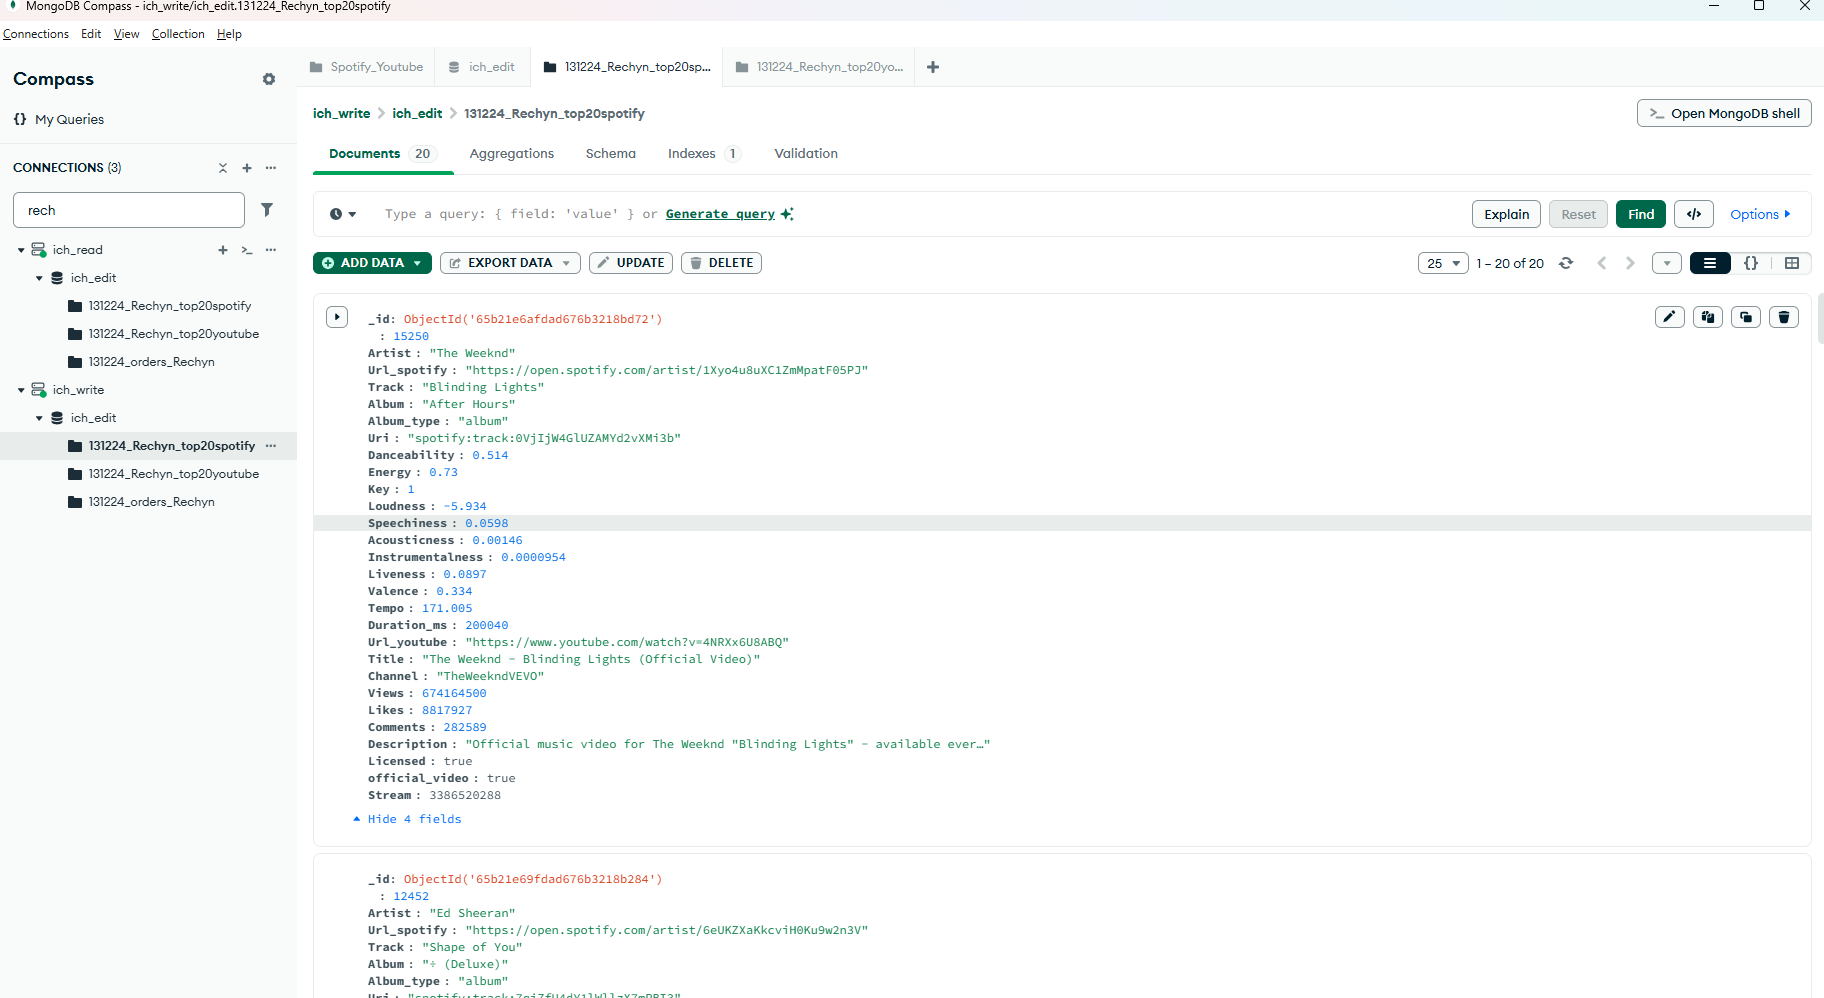 MongoDB Compass - ich_write/ich_edit.131224_Rechyn_top20spotify
Connections Edit View Collection Help
Compass
{} My Queries
CONNECTIONS (3)
rech
ich_read
ich_edit
131224_Rechyn_top20spotify
131224_Rechyn_top20youtube
131224_orders_Rechyn
ich_write
ich_edit
131224_Rechyn_top20spotify
131224_Rechyn_top20youtube
131224_orders_Rechyn
Spotify_Youtube ich_edit 131224_Rechyn_top20sp... 131224_Rechyn_top20yo...
ich_write > ich_edit > 131224_Rechyn_top20spotify
>_ Open MongoDB shell
Documents 20 Aggregations Schema Indexes 1 Validation
Type a query: { field: 'value' } or Generate query
Explain Reset Find </> Options
ADD DATA EXPORT DATA UPDATE DELETE
25 1 – 20 of 20 {}
_id: ObjectId('65b21e6afdad676b3218bd72')
: 15250
Artist : "The Weeknd"
Url_spotify : "https://open.spotify.com/artist/1Xyo4u8uXC1ZmMpatF05PJ"
Track : "Blinding Lights"
Album : "After Hours"
Album_type : "album"
Uri : "spotify:track:0VjIjW4GlUZAMYd2vXMi3b"
Danceability : 0.514
Energy : 0.73
Key : 1
Loudness : -5.934
Speechiness : 0.0598
Acousticness : 0.00146
Instrumentalness : 0.0000954
Liveness : 0.0897
Valence : 0.334
Tempo : 171.005
Duration_ms : 200040
Url_youtube : "https://www.youtube.com/watch?v=4NRXx6U8ABQ"
Title : "The Weeknd - Blinding Lights (Official Video)"
Channel : "TheWeekndVEVO"
Views : 674164500
Likes : 8817927
Comments : 282589
Description : "Official music video for The Weeknd "Blinding Lights" - available ever…"
Licensed : true
official_video : true
Stream : 3386520288
Hide 4 fields
_id: ObjectId('65b21e69fdad676b3218b284')
: 12452
Artist : "Ed Sheeran"
Url_spotify : "https://open.spotify.com/artist/6eUKZXaKkcviH0Ku9w2n3V"
Track : "Shape of You"
Album : "÷ (Deluxe)"
Album_type : "album"
Uri : "spotify:track:7qiZfU4dY1lWllzX7mPBI3"